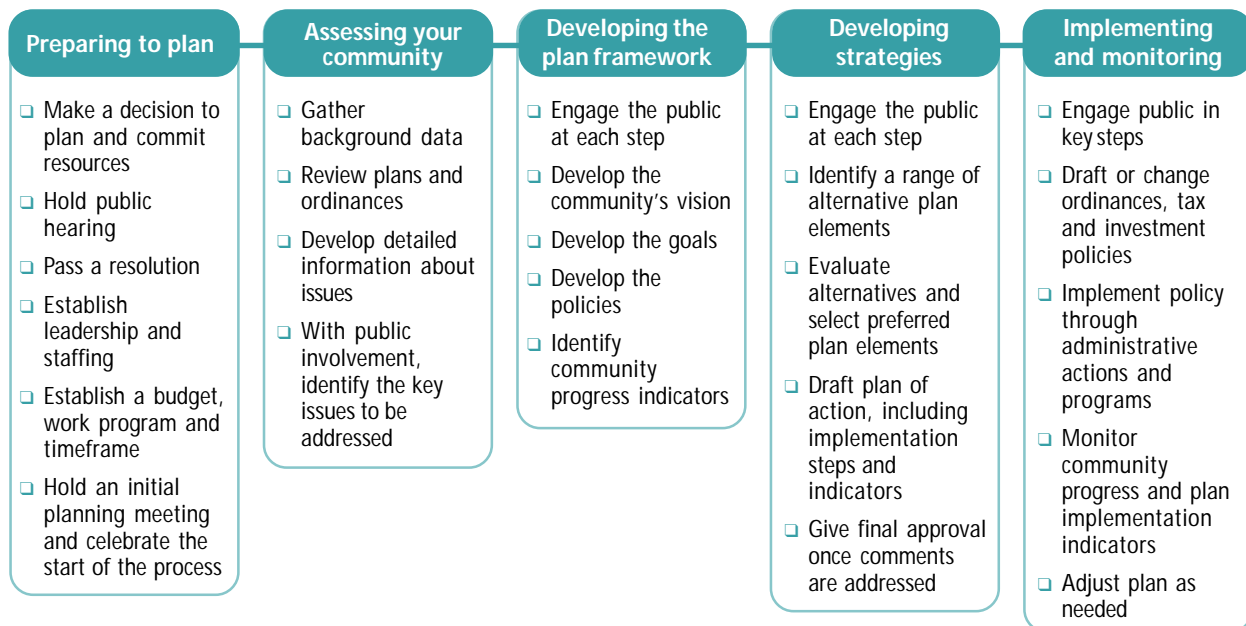 Preparing to plan
❏ Make a decision to
plan and commit
resources
❏ Hold public
hearing
❏ Pass a resolution
❏ Establish
leadership and
staffing
❏ Establish a budget,
work program and
timeframe
❏ Hold an initial
planning meeting
and celebrate the
start of the process
Assessing your
community
❏ Gather
background data
❏ Review plans and
ordinances
❏ Develop detailed
information about
issues
❏ With public
involvement,
identify the key
issues to be
addressed
Developing the
plan framework
❏ Engage the public
at each step
❏ Develop the
community’s vision
❏ Develop the goals
❏ Develop the
policies
❏ Identify
community
progress indicators
Developing
strategies
❏ Engage the public
at each step
❏ Identify a range of
alternative plan
elements
❏ Evaluate
alternatives and
select preferred
plan elements
❏ Draft plan of
action, including
implementation
steps and
indicators
❏ Give final approval
once comments
are addressed
Implementing
and monitoring
❏ Engage public in
key steps
❏ Draft or change
ordinances, tax
and investment
policies
❏ Implement policy
through
administrative
actions and
programs
❏ Monitor
community
progress and plan
implementation
indicators
❏ Adjust plan as
needed